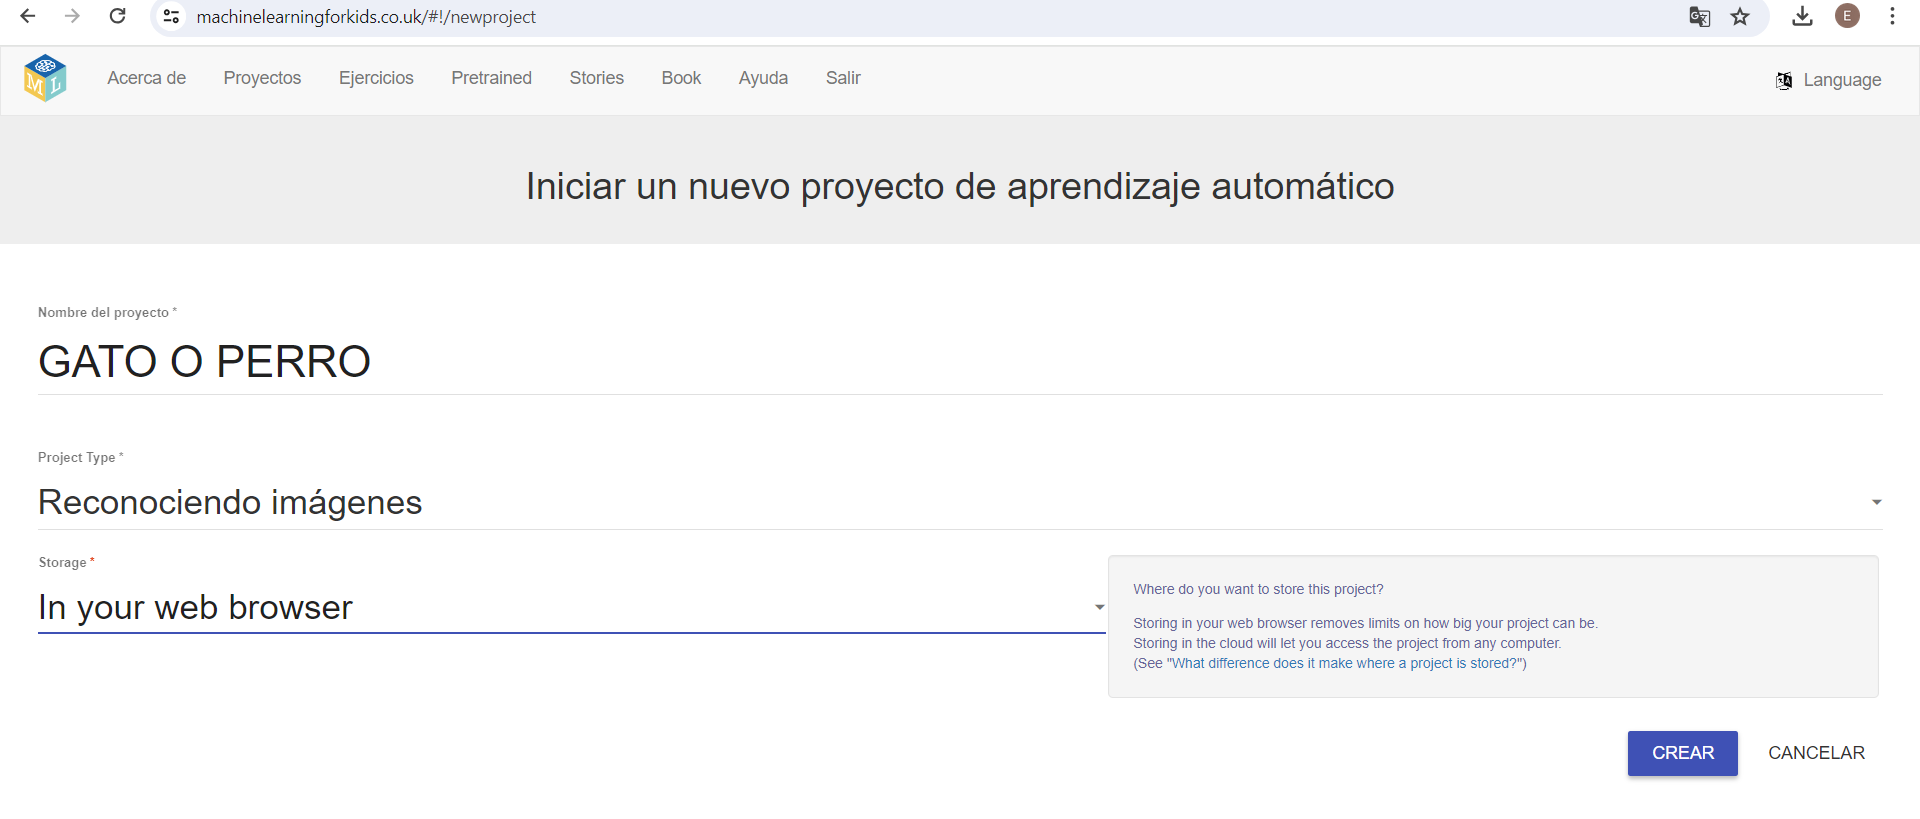 machinelearningforkids.co.uk/#!/newproject
E
M L
Acerca de Proyectos Ejercicios Pretrained Stories Book Ayuda Salir Language
Iniciar un nuevo proyecto de aprendizaje automático
Nombre del proyecto *
GATO O PERRO
Project Type *
Reconociendo imágenes
Storage *
In your web browser
Where do you want to store this project?
Storing in your web browser removes limits on how big your project can be.
Storing in the cloud will let you access the project from any computer.
(See "What difference does it make where a project is stored?")
CREAR CANCELAR